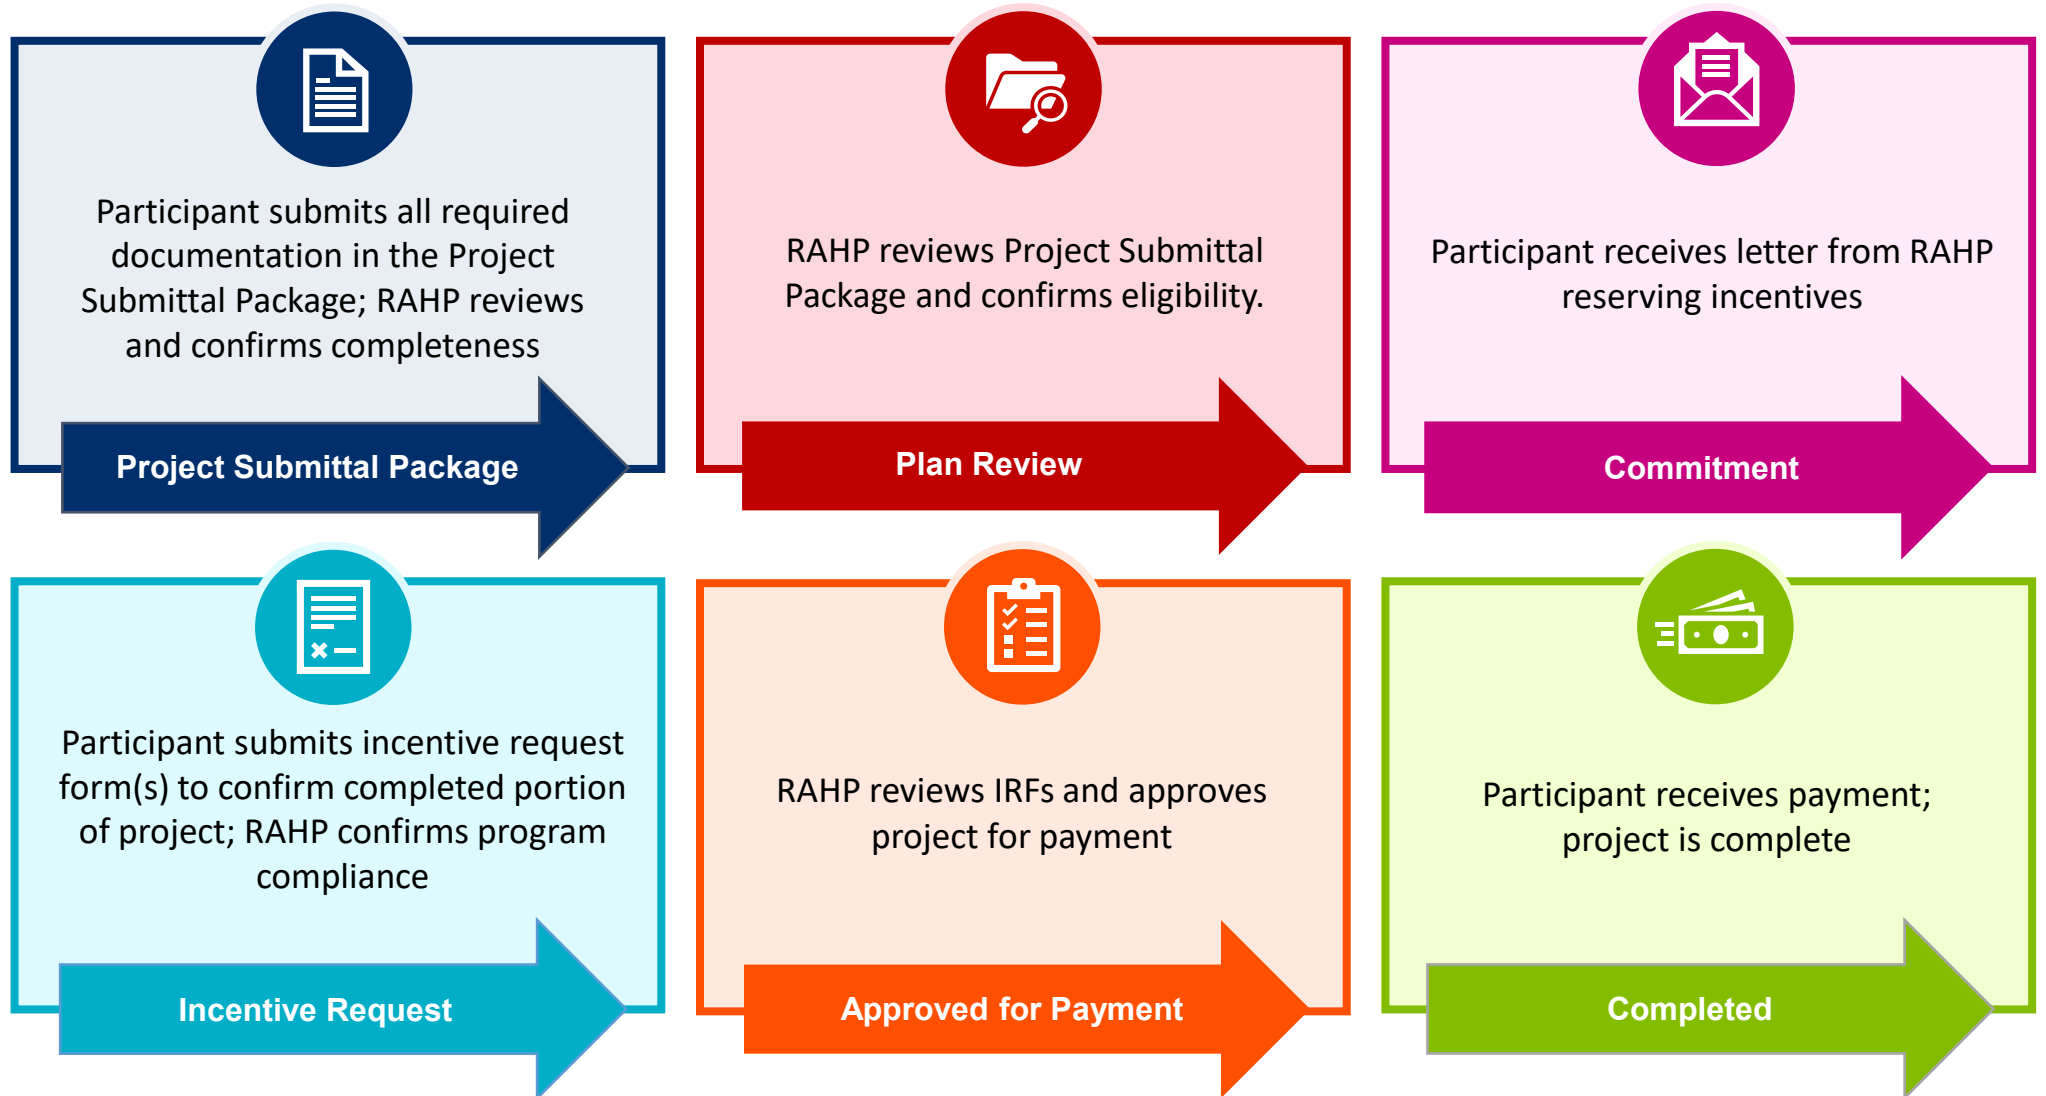 Participant submits all required
documentation in the Project
Submittal Package; RAHP reviews
and confirms completeness
Project Submittal Package
RAHP reviews Project Submittal
Package and confirms eligibility.
Plan Review
Participant receives letter from RAHP
reserving incentives
Commitment
Participant submits incentive request
form(s) to confirm completed portion
of project; RAHP confirms program
compliance
Incentive Request
RAHP reviews IRFs and approves
project for payment
Approved for Payment
Participant receives payment;
project is complete
Completed